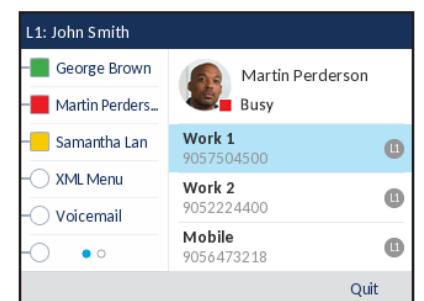 L1: John Smith
George Brown
Martin Perders...
Samantha Lan
XML Menu
Voicemail
Martin Perderson
Busy
Work 1
9057504500
L1
Work 2
9052224400
L1
Mobile
9056473218
L1
Quit